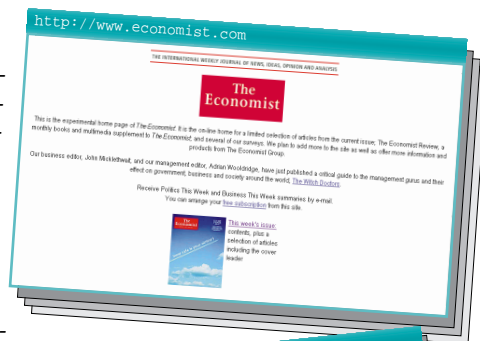 http://www.economist.com
THE INTERNATIONAL WEEKLY JOURNAL OF NEWS, IDEAS, OPINION AND ANALYSIS
The
Economist
This is the experimental home page of The Economist. It is the on-line home for a limited selection of articles from the current issue; The Economist Review, a
monthly books and multimedia supplement to The Economist; and several of our surveys. We plan to add more to the site as well as offer more information and
products from The Economist Group.
Our business editor, John Micklethwait, and our management editor, Adrian Wooldridge, have just published a critical guide to the management gurus and their
effect on government, business and society around the world, The Witch Doctors.
Receive Politics This Week and Business This Week summaries by e-mail.
You can arrange your free subscription from this site.
The
Economist
This week's issue:
contents, plus a
selection of articles
including the cover
leader